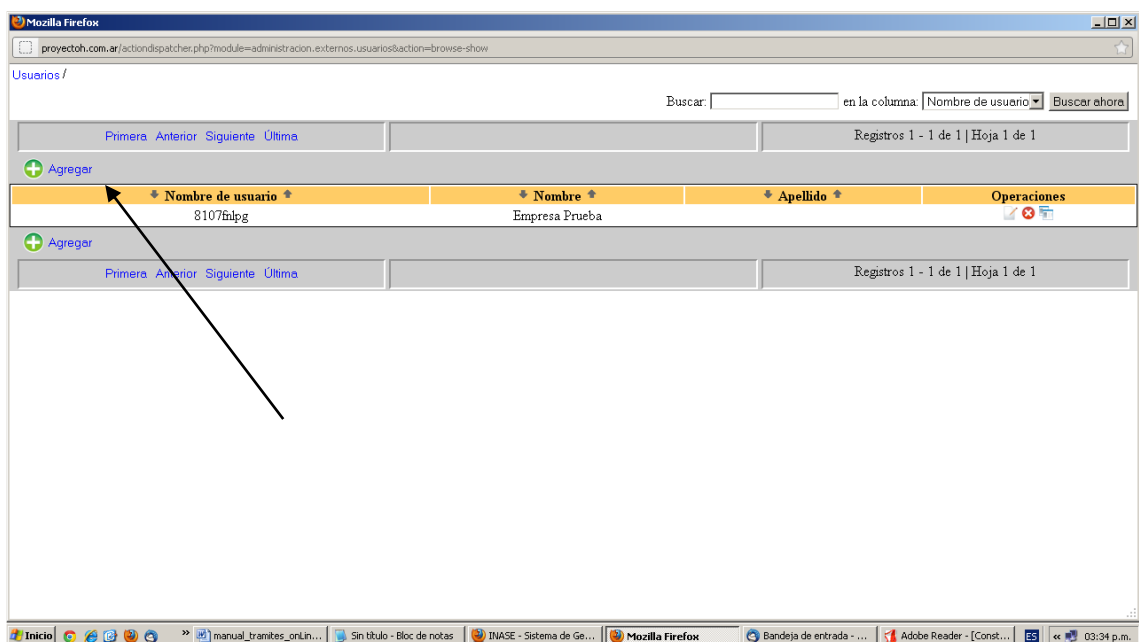 Mozilla Firefox
proyectoh.com.ar/actiondispatcher.php?module=administracion.externos.usuarios&action=browse-show
Usuarios /
Buscar: en la columna: Nombre de usuario Buscar ahora
Primera Anterior Siguiente Última Registros 1 - 1 de 1 | Hoja 1 de 1
Agregar
Nombre de usuario Nombre Apellido Operaciones
8107fnlpg Empresa Prueba
Agregar
Primera Anterior Siguiente Última Registros 1 - 1 de 1 | Hoja 1 de 1
Inicio » manual_tramites_onLin... Sin título - Bloc de notas INASE - Sistema de Ge... Mozilla Firefox Bandeja de entrada - ... Adobe Reader - [Const... ES « 03:34 p.m.